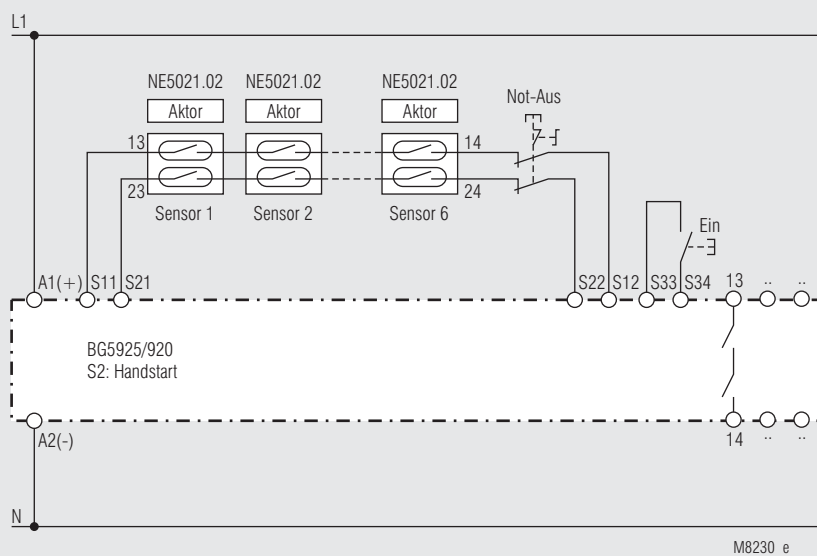 L1
NE5021.02 NE5021.02 NE5021.02
Not-Aus
Aktor Aktor Aktor
13 14
23 24
Sensor 1 Sensor 2 Sensor 6
Ein
A1(+) S11 S21 S22 S12 S33 S34 13 .. ..
BG5925/920
S2: Handstart
A2(-) 14 .. ..
N
M8230_e